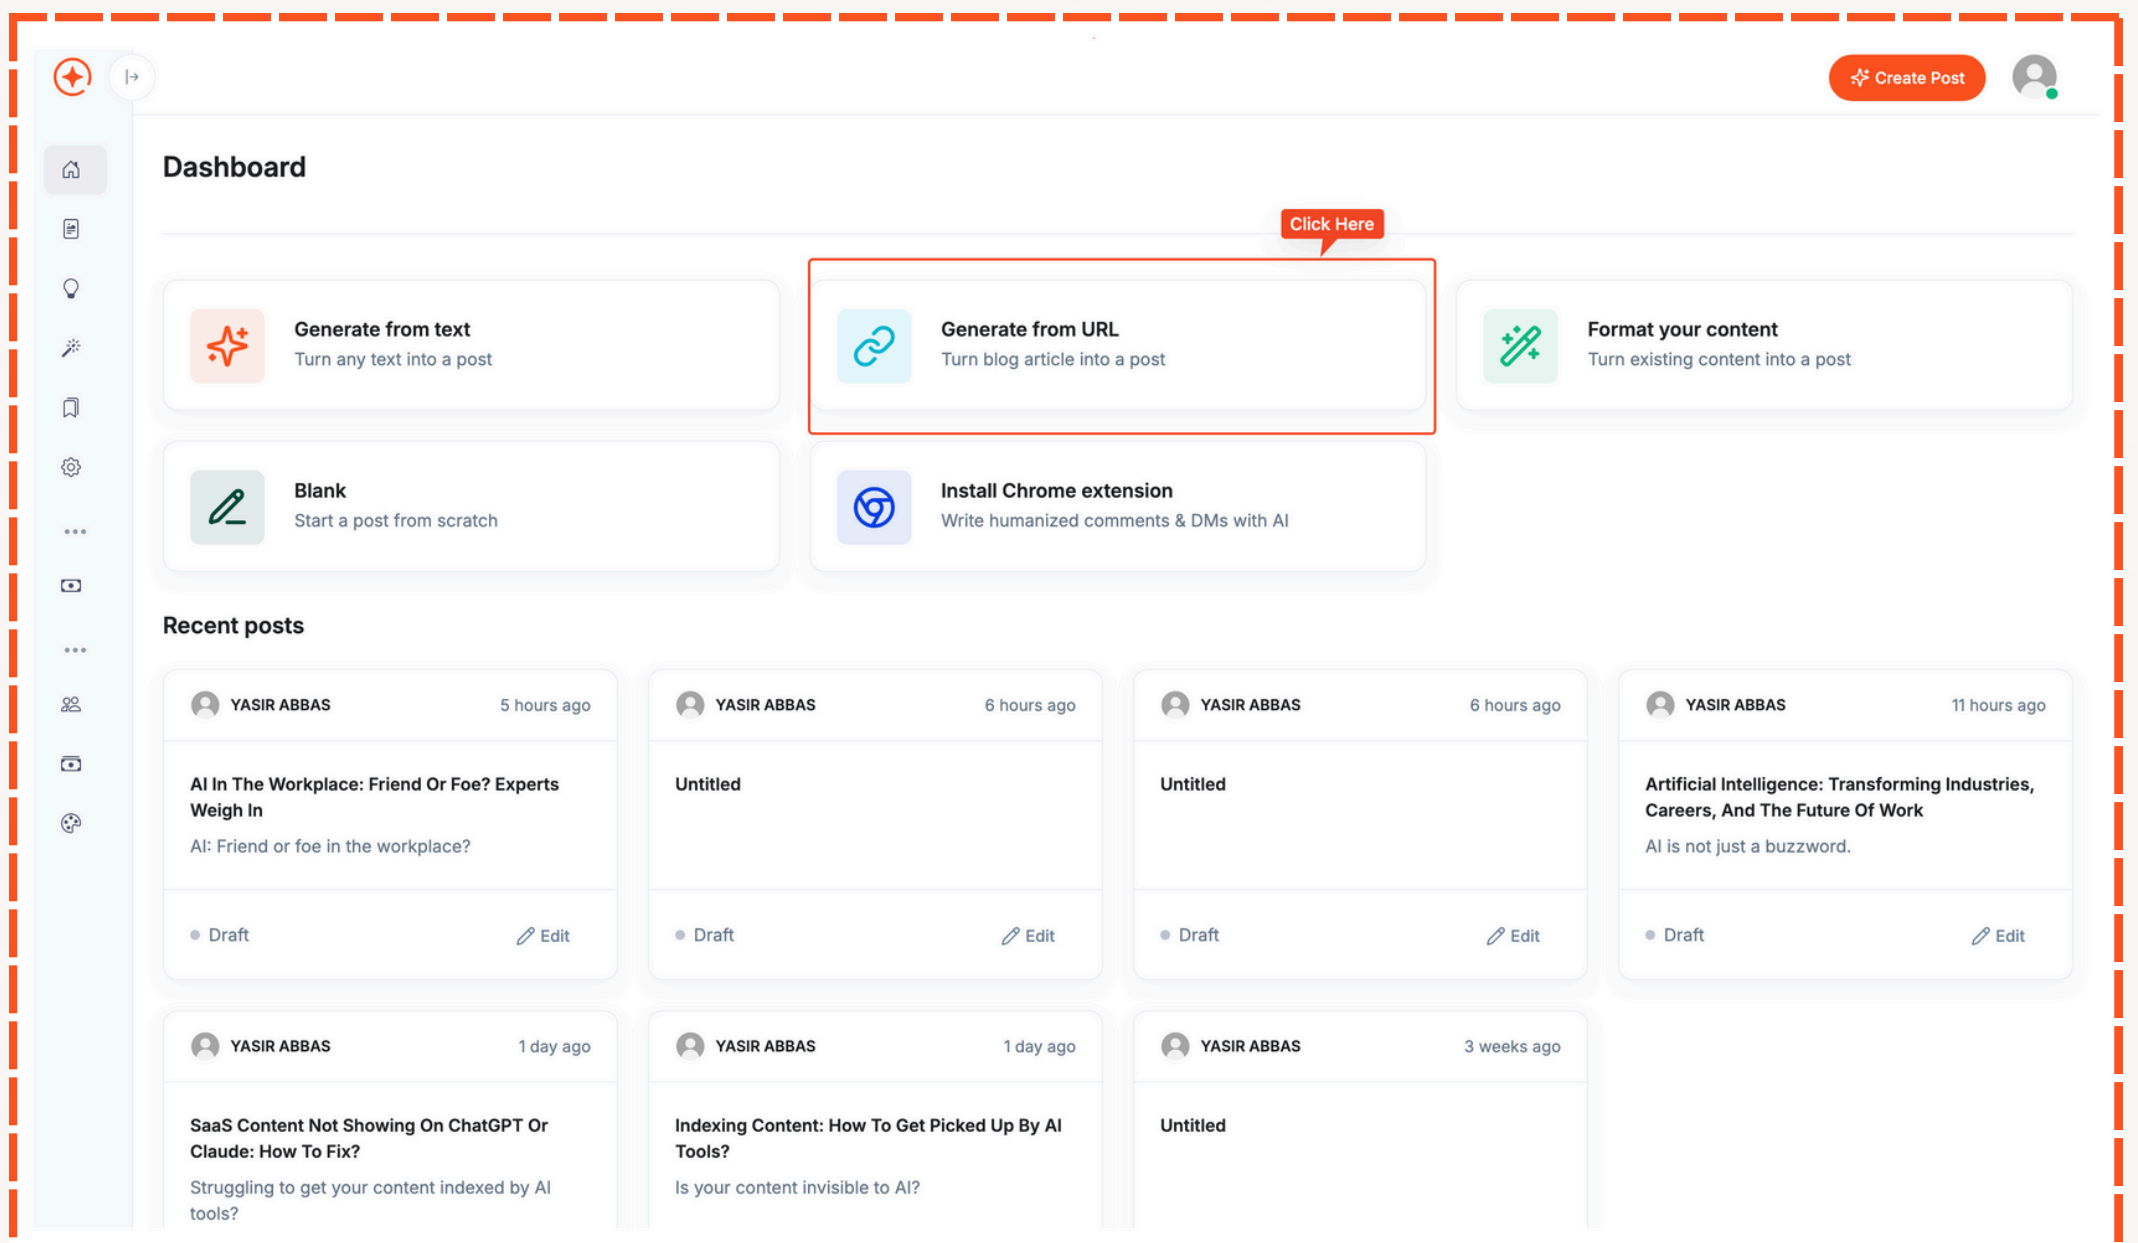 Create Post
Dashboard
Click Here
Generate from text
Turn any text into a post
Generate from URL
Turn blog article into a post
Format your content
Turn existing content into a post
Blank
Start a post from scratch
Install Chrome extension
Write humanized comments & DMs with AI
Recent posts
YASIR ABBAS
5 hours ago
AI In The Workplace: Friend Or Foe? Experts
Weigh In
AI: Friend or foe in the workplace?
Draft
Edit
YASIR ABBAS
6 hours ago
Untitled
Draft
Edit
YASIR ABBAS
6 hours ago
Untitled
Draft
Edit
YASIR ABBAS
11 hours ago
Artificial Intelligence: Transforming Industries,
Careers, And The Future Of Work
AI is not just a buzzword.
Draft
Edit
YASIR ABBAS
1 day ago
SaaS Content Not Showing On ChatGPT Or
Claude: How To Fix?
Struggling to get your content indexed by AI
tools?
YASIR ABBAS
1 day ago
Indexing Content: How To Get Picked Up By AI
Tools?
Is your content invisible to AI?
YASIR ABBAS
3 weeks ago
Untitled